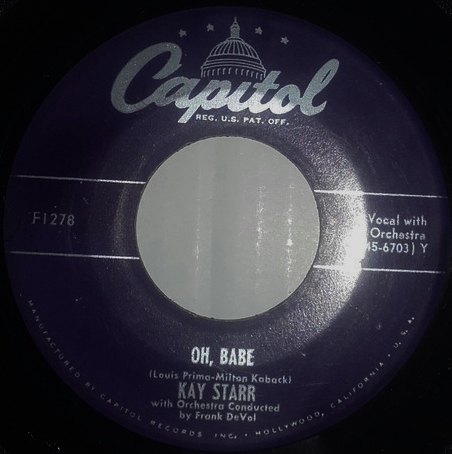 Capitol
REG. U.S. PAT. OFF.
F1278
Vocal with
Orchestra
45-6703) Y
OH, BABE
(Louis Prima-Milton Kaback)
KAY STARR
with Orchestra Conducted
by Frank DeVol
MANUFACTURED BY CAPITOL RECORDS INC. • HOLLYWOOD, CALIFORNIA • U.S.A.